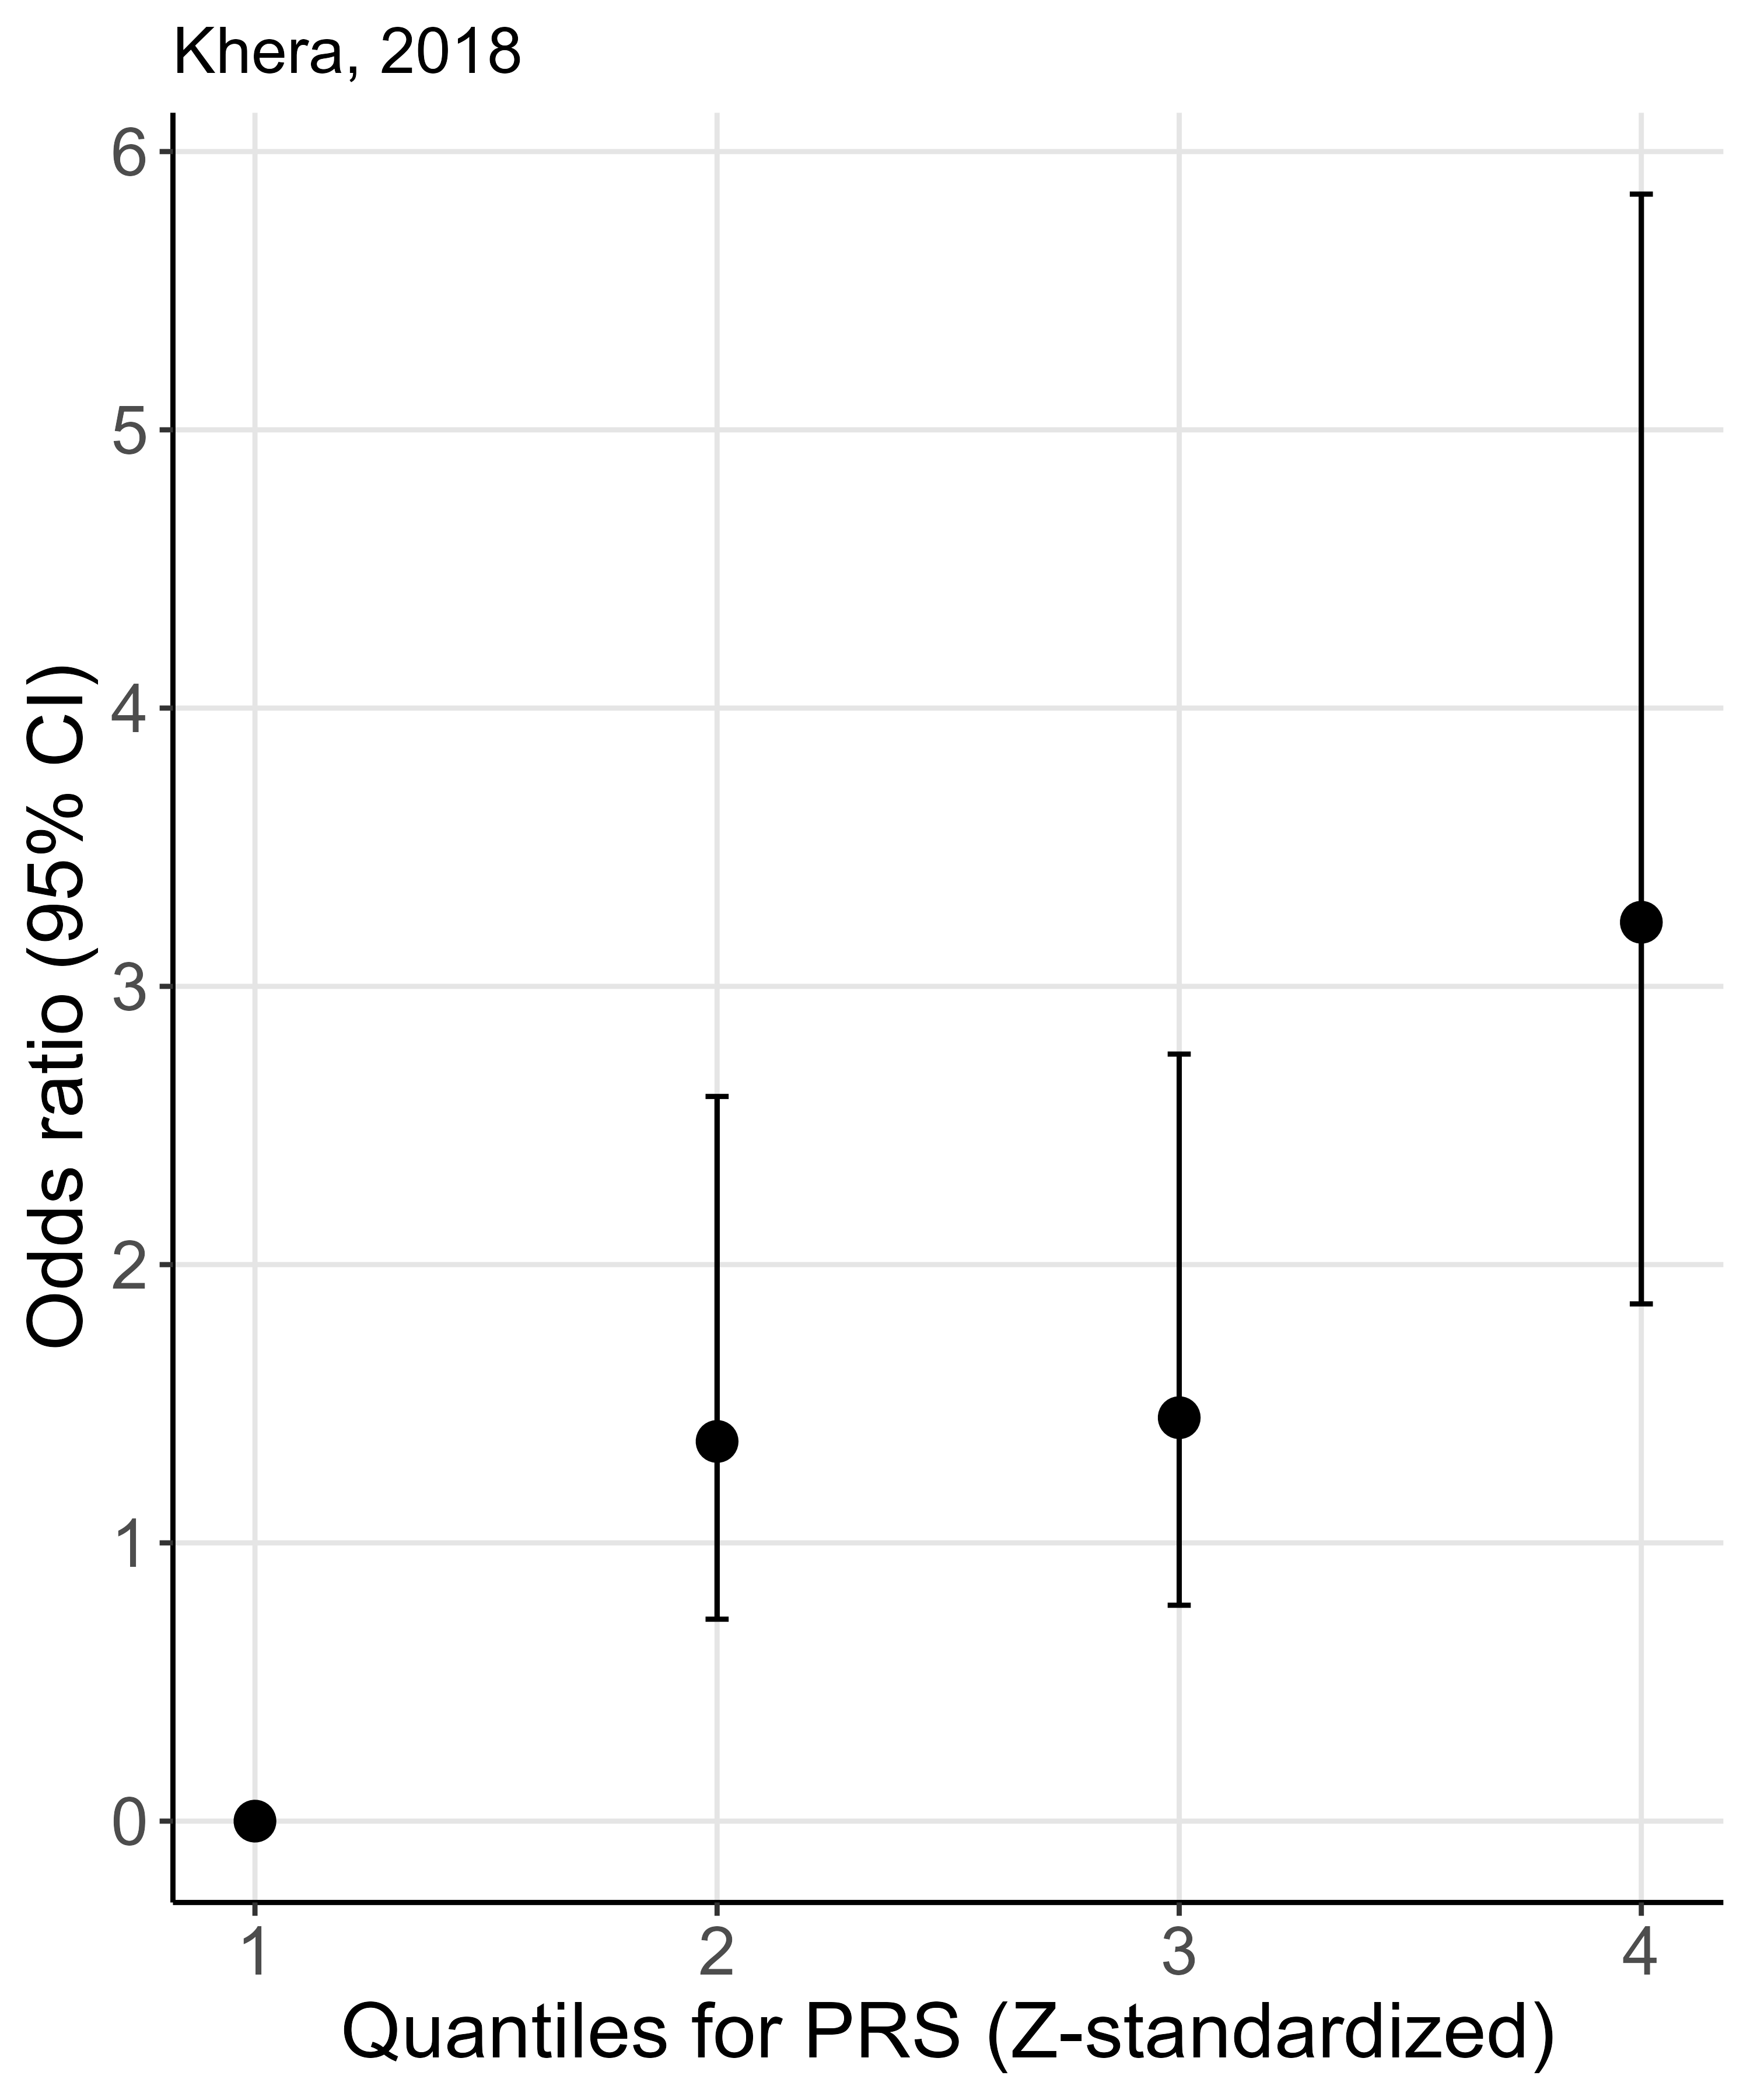 Khera, 2018
6
5
4
3
2
1
0
Odds ratio (95% CI)
1 2 3 4
Quantiles for PRS (Z-standardized)